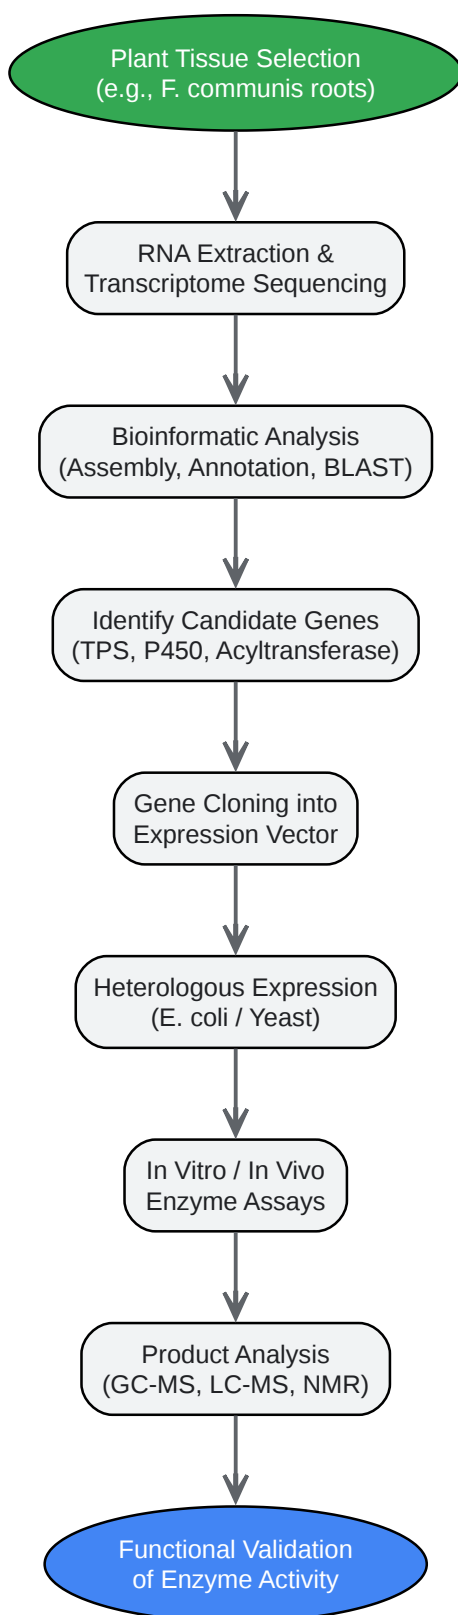 Plant Tissue Selection
(e.g., F. communis roots)
RNA Extraction &
Transcriptome Sequencing
Bioinformatic Analysis
(Assembly, Annotation, BLAST)
Identify Candidate Genes
(TPS, P450, Acyltransferase)
Gene Cloning into
Expression Vector
Heterologous Expression
(E. coli / Yeast)
In Vitro / In Vivo
Enzyme Assays
Product Analysis
(GC-MS, LC-MS, NMR)
Functional Validation
of Enzyme Activity